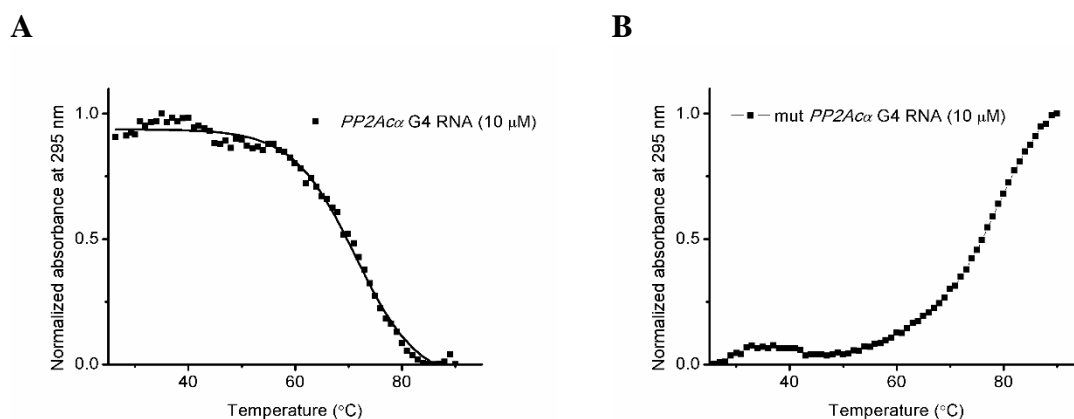 A
B
Normalized absorbance at 295 nm
1.0
0.5
0.0
PP2Acα G4 RNA (10 μM)
40
60
80
Temperature (°C)
Normalized absorbance at 295 nm
1.0
0.5
0.0
mut PP2Acα G4 RNA (10 μM)
40
60
80
Temperature (°C)